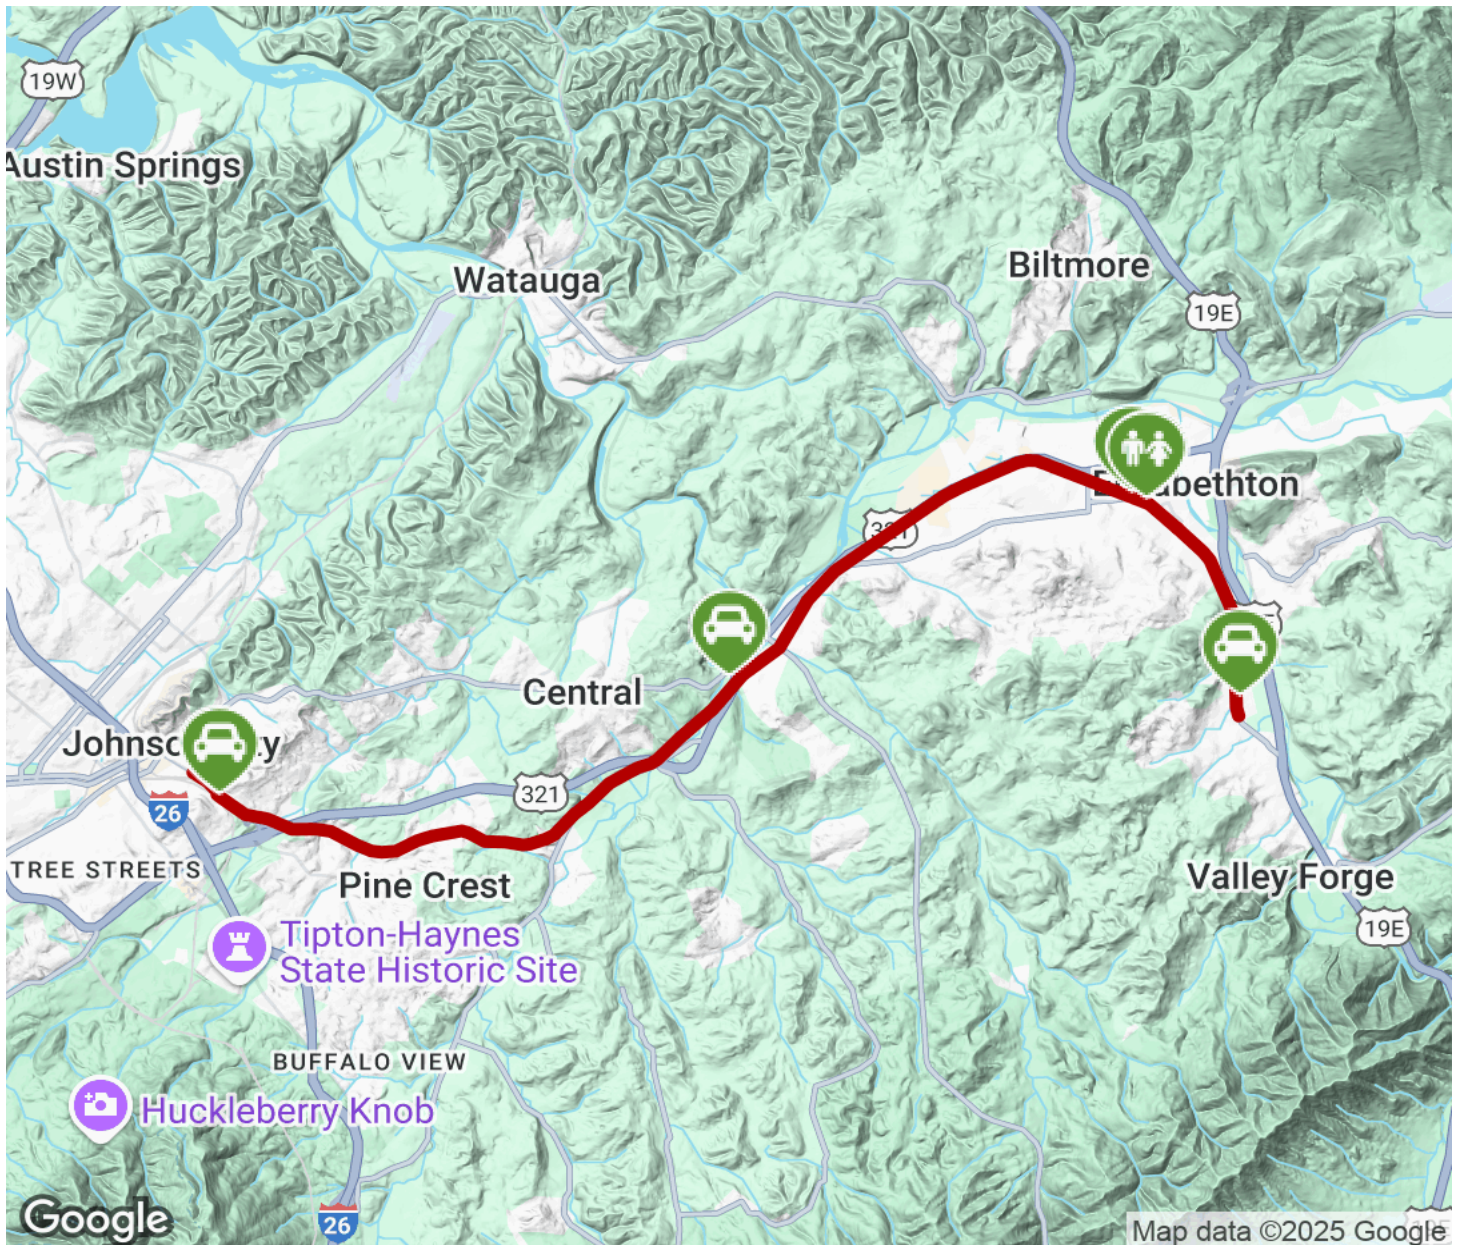 19W
Austin Springs
Watauga
Biltmore
19E
321
Central
321
26
TREE STREETS
Pine Crest
Valley Forge
19E
Tipton-Haynes
State Historic Site
BUFFALO VIEW
Huckleberry Knob
26
Google
Map data ©2025 Google